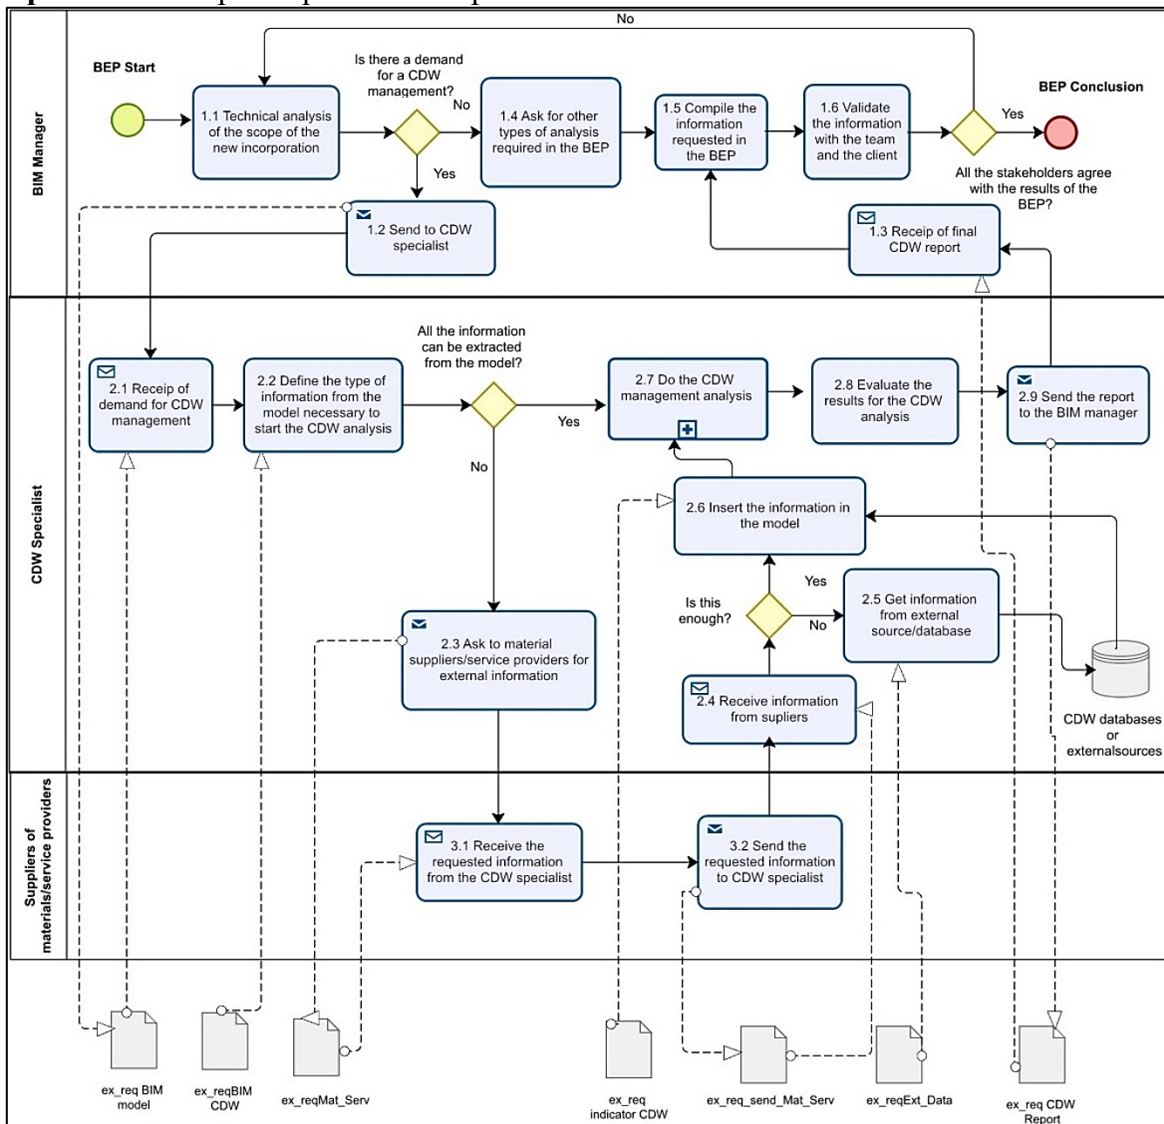 No
BEP Start
Is there a demand
for a CDW
management?
BEP Conclusion
1.1 Technical analysis
of the scope of the
new incorporation
No
1.4 Ask for other
types of analysis
required in the BEP
1.5 Compile the
information
requested in
the BEP
1.6 Validate
the information
with the team
and the client
Yes
All the stakeholders agree
with the results of the
BEP?
Yes
1.2 Send to CDW
specialist
1.3 Receip of final
CDW report
BIM Manager
All the information
can be extracted
from the model?
2.1 Receip of
demand for CDW
management
2.2 Define the type of
information from the
model necessary to
start the CDW analysis
Yes
No
2.7 Do the CDW
management analysis
2.8 Evaluate the
results for the CDW
analysis
2.9 Send the report
to the BIM manager
2.6 Insert the information in
the model
CDW Specialist
Is this
enough?
Yes
No
2.5 Get information
from external
source/database
2.3 Ask to material
suppliers/service providers for
external information
2.4 Receive information
from supliers
CDW databases
or
externalsources
Suppliers of
materials/service providers
3.1 Receive the
requested information
from the CDW specialist
3.2 Send the
requested information
to CDW specialist
ex_req BIM
model
ex_reqBIM
CDW
ex_reqMat_Serv
ex_req
indicator CDW
ex_req_send_Mat_Serv
ex_reqExt_Data
ex_req CDW
Report